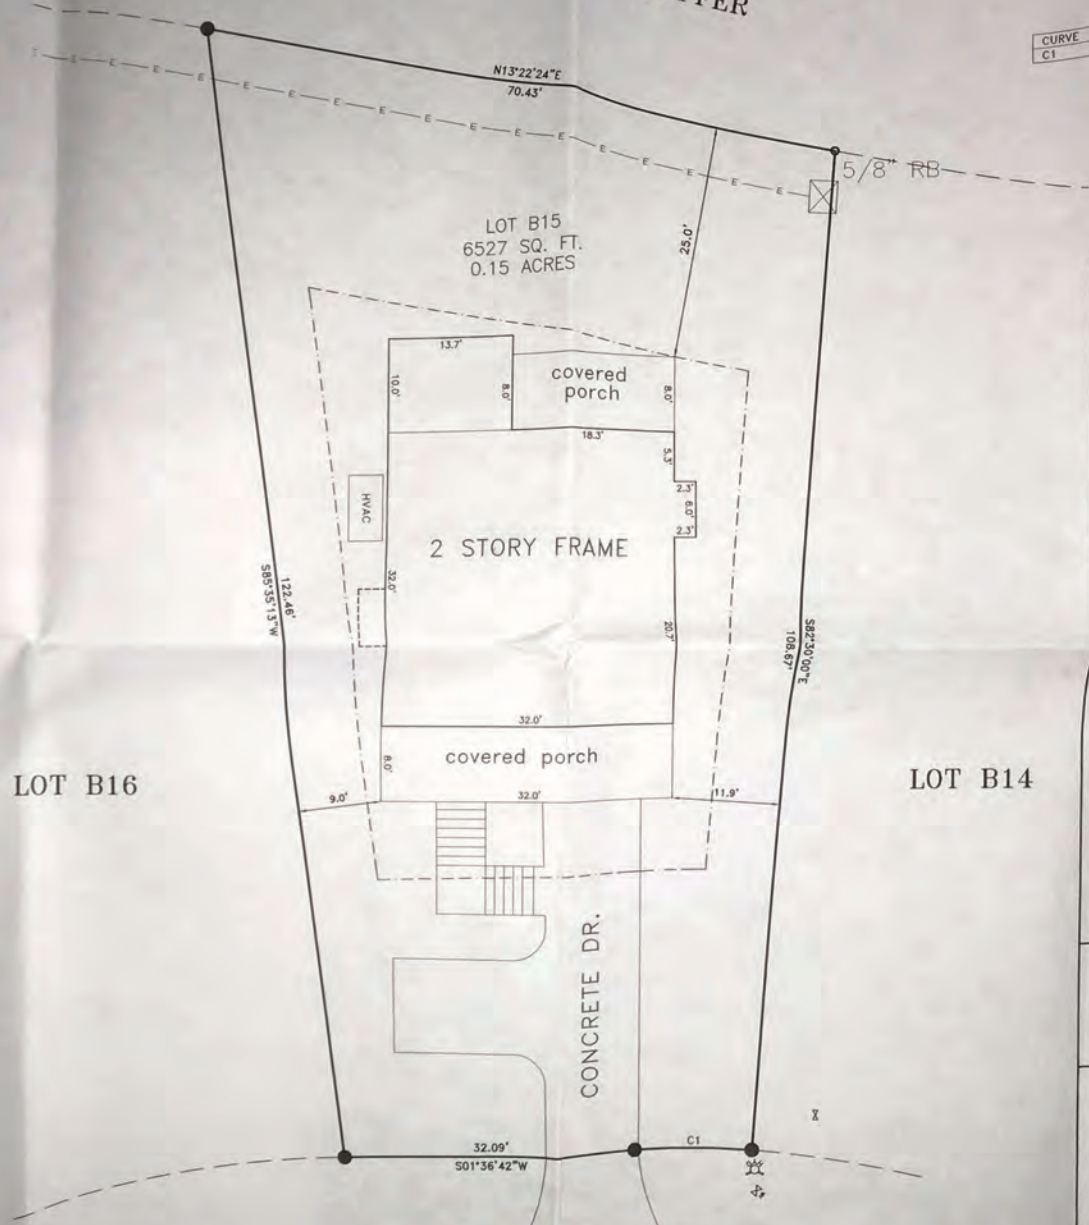 CURVE
C1
N13°22'24"E
70.43'
E E E E E E E E E E E E E E E E E
5/8" RB
LOT B15
6527 SQ. FT.
0.15 ACRES
25.0'
13.7'
10.0'
8.0'
covered
porch
8.0'
18.3'
5.3'
2.3'
6.0'
2.3'
HVAC
2 STORY FRAME
32.0'
20.7'
122.46'
S85°35'13"W
S82°30'00"E
108.67'
32.0'
8.0'
covered porch
LOT B16
LOT B14
9.0'
32.0'
11.9'
CONCRETE DR.
32.09'
S01°36'42"W
C1